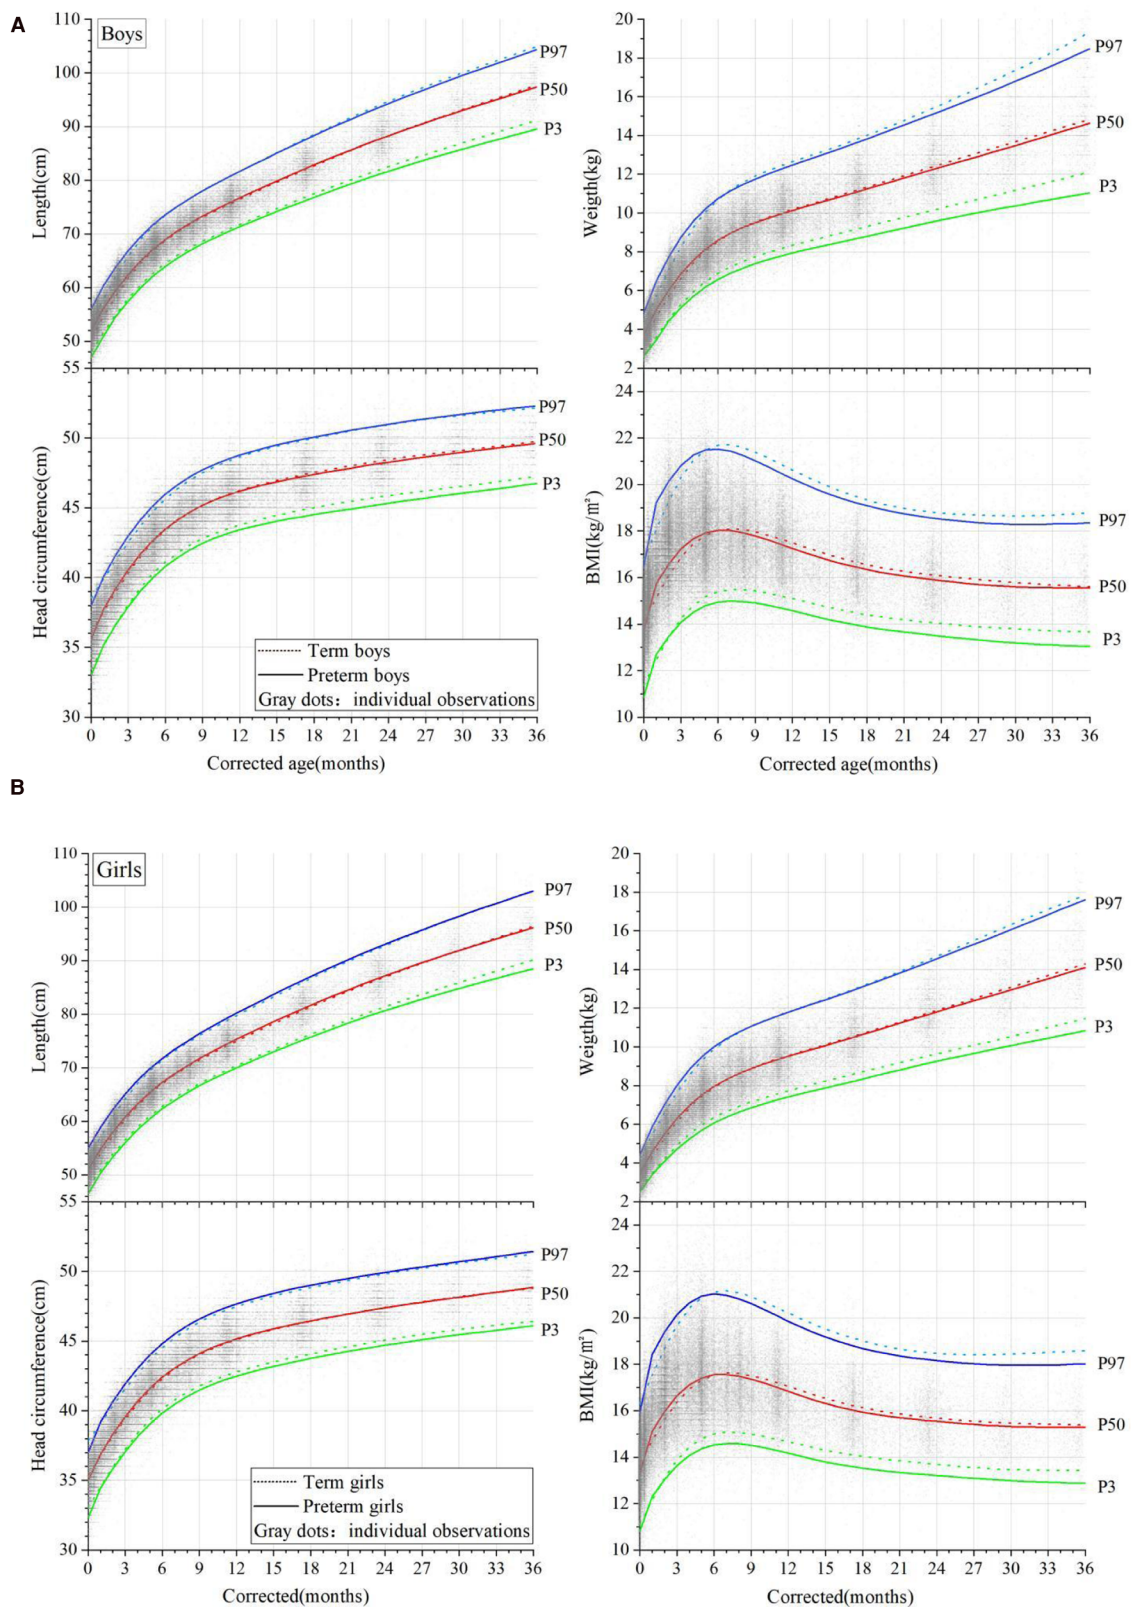 A
Boys
110
100
90
80
70
60
50
Length(cm)
P97
P50
P3
20
18
16
14
12
10
8
6
4
2
Weigth(kg)
P97
P50
P3
55
50
45
40
35
30
Head circumference(cm)
P97
P50
P3
Term boys
Preterm boys
Gray dots: individual observations
0 3 6 9 12 15 18 21 24 27 30 33 36
Corrected age(months)
24
22
20
18
16
14
12
10
BMI(kg/m²)
P97
P50
P3
0 3 6 9 12 15 18 21 24 27 30 33 36
Corrected age(months)
B
Girls
110
100
90
80
70
60
50
Length(cm)
P97
P50
P3
20
18
16
14
12
10
8
6
4
2
Weigth(kg)
P97
P50
P3
55
50
45
40
35
30
Head circumference(cm)
P97
P50
P3
Term girls
Preterm girls
Gray dots: individual observations
0 3 6 9 12 15 18 21 24 27 30 33 36
Corrected(months)
24
22
20
18
16
14
12
10
BMI(kg/m²)
P97
P50
P3
0 3 6 9 12 15 18 21 24 27 30 33 36
Corrected(months)